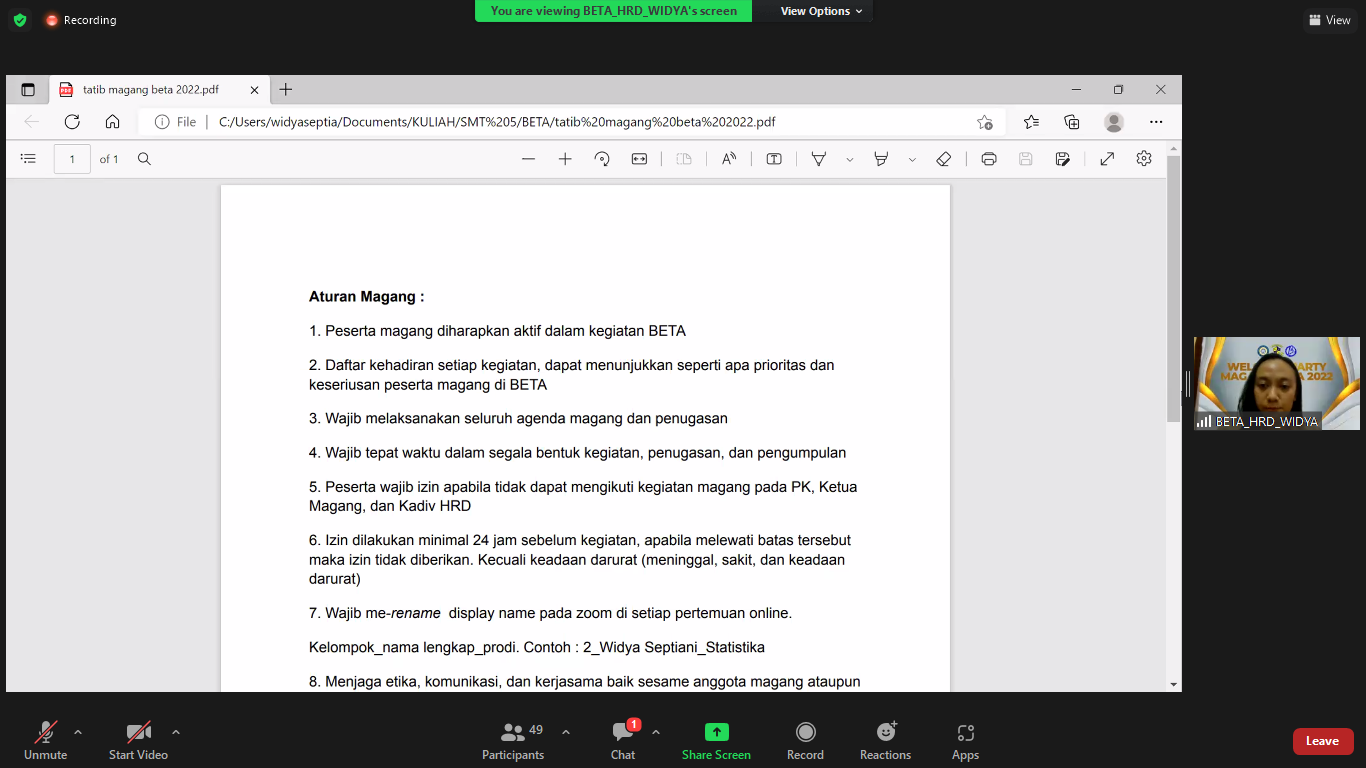 Recording
You are viewing BETA_HRD_WIDYA's screen
View Options
View
tatib magang beta 2022.pdf
File
C:/Users/widyaseptia/Documents/KULIAH/SMT%205/BETA/tatib%20magang%20beta%202022.pdf
1 of 1
Aturan Magang :
1. Peserta magang diharapkan aktif dalam kegiatan BETA
2. Daftar kehadiran setiap kegiatan, dapat menunjukkan seperti apa prioritas dan
keseriusan peserta magang di BETA
3. Wajib melaksanakan seluruh agenda magang dan penugasan
4. Wajib tepat waktu dalam segala bentuk kegiatan, penugasan, dan pengumpulan
5. Peserta wajib izin apabila tidak dapat mengikuti kegiatan magang pada PK, Ketua
Magang, dan Kadiv HRD
6. Izin dilakukan minimal 24 jam sebelum kegiatan, apabila melewati batas tersebut
maka izin tidak diberikan. Kecuali keadaan darurat (meninggal, sakit, dan keadaan
darurat)
7. Wajib me-rename display name pada zoom di setiap pertemuan online.
Kelompok_nama lengkap_prodi. Contoh : 2_Widya Septiani_Statistika
8. Menjaga etika, komunikasi, dan kerjasama baik sesame anggota magang ataupun
2022
BETA_HRD_WIDYA
Unmute
Start Video
49
Participants
1
Chat
Share Screen
Record
Reactions
Apps
Leave